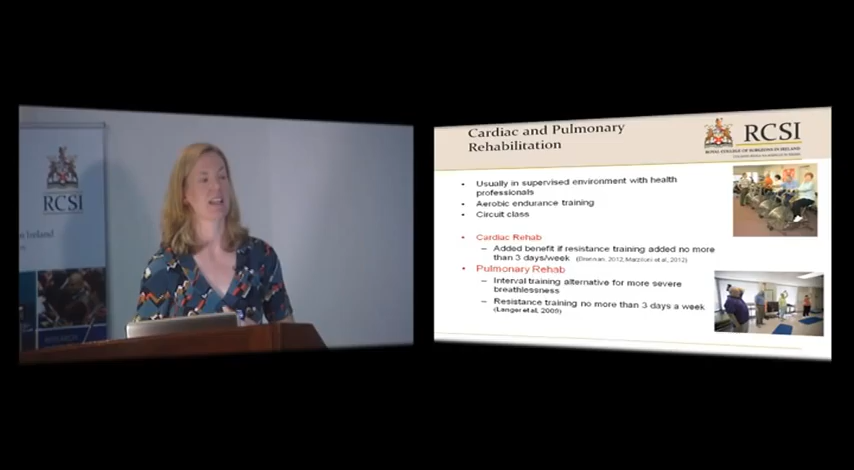 RCSI
Ireland
RESEARCH
Cardiac and Pulmonary
Rehabilitation
RCSI
ROYAL COLLEGE OF SURGEONS IN IRELAND
• Usually in supervised environment with health
professionals
• Aerobic endurance training
• Circuit class
• Cardiac Rehab
– Added benefit if resistance training added no more
than 3 days/week (Brennan, 2012, Marzolini et al, 2012)
• Pulmonary Rehab
– Interval training alternative for more severe
breathlessness
– Resistance training no more than 3 days a week
(Langer et al, 2009)